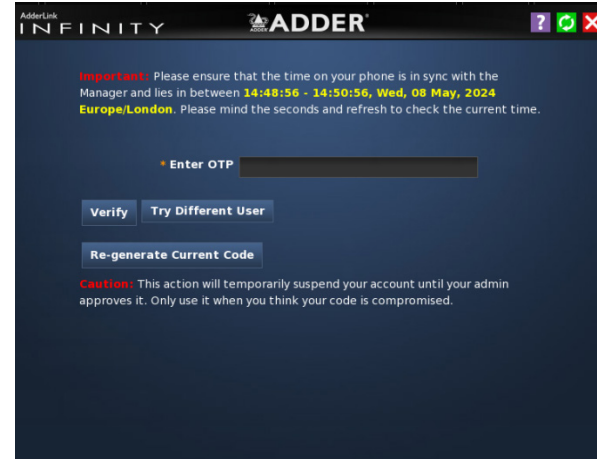 AdderLink
INFINITY
ADDER
ADDER®
?
Important: Please ensure that the time on your phone is in sync with the
Manager and lies in between 14:48:56 - 14:50:56, Wed, 08 May, 2024
Europe/London. Please mind the seconds and refresh to check the current time.
* Enter OTP
Verify
Try Different User
Re-generate Current Code
Caution: This action will temporarily suspend your account until your admin
approves it. Only use it when you think your code is compromised.